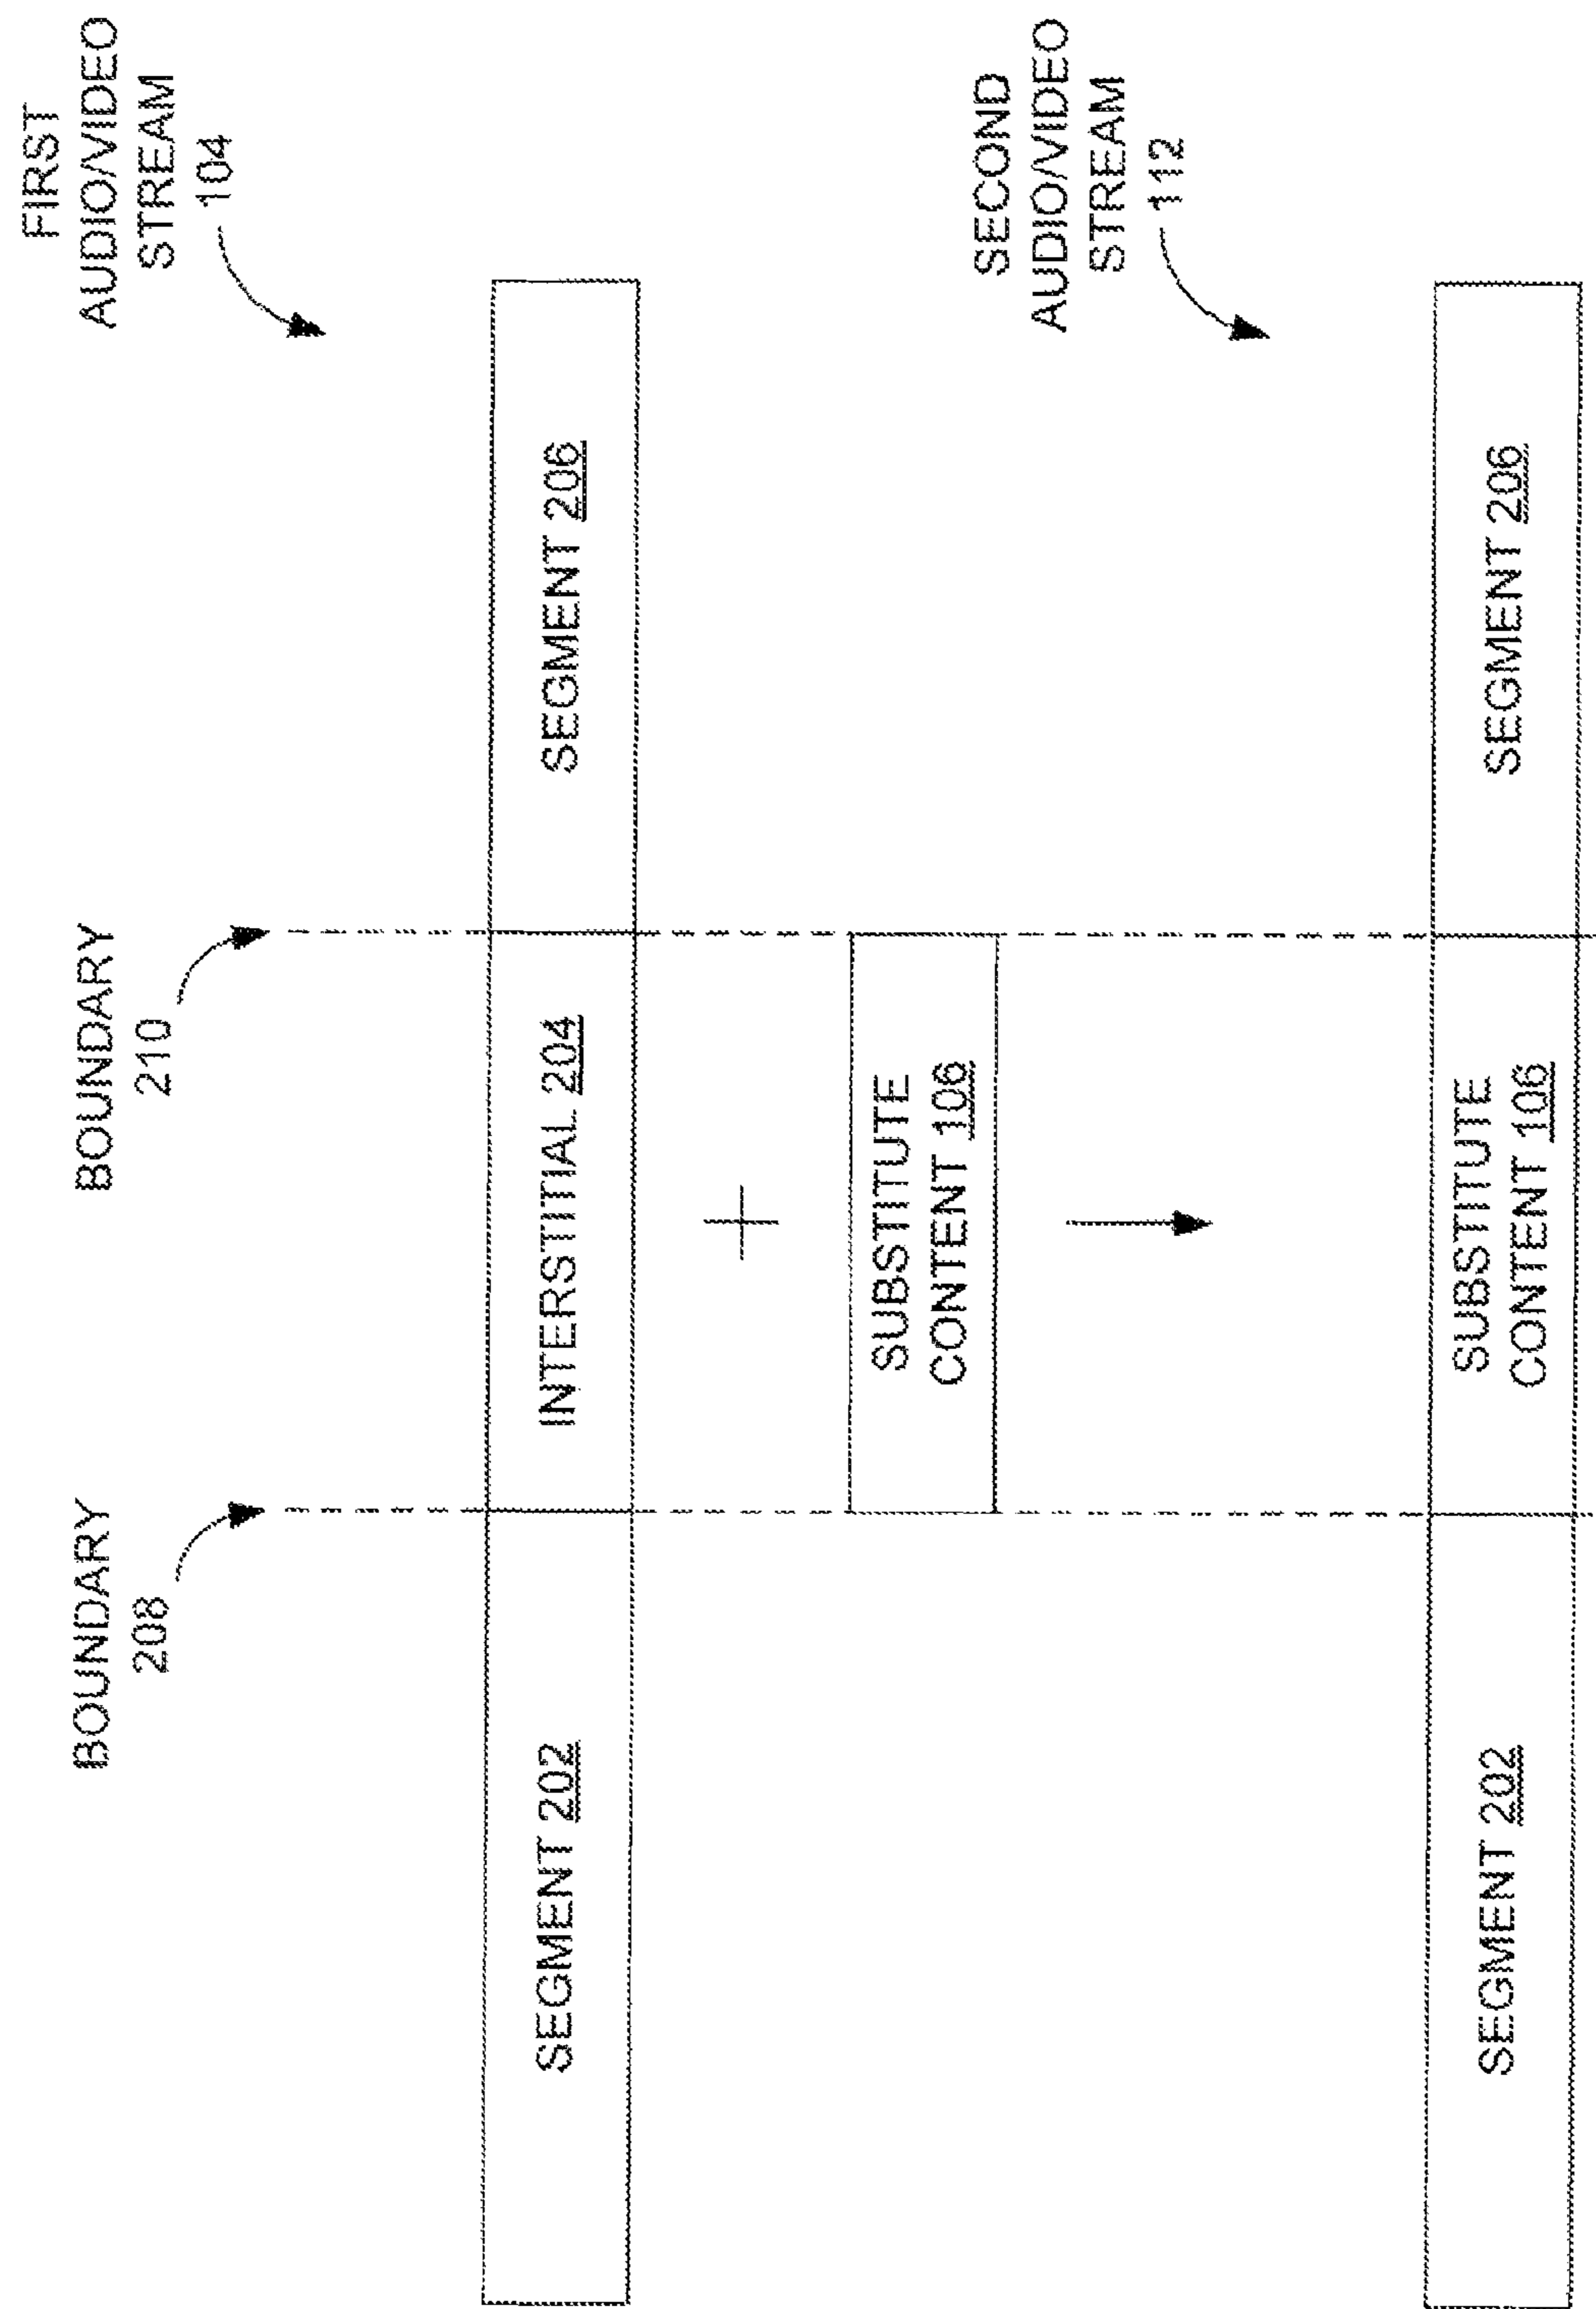 FIRST
AUDIO/VIDEO
STREAM
104
BOUNDARY
208
BOUNDARY
210
SEGMENT 202
INTERSTITIAL 204
SEGMENT 206
+
SUBSTITUTE
CONTENT 106
SECOND
AUDIO/VIDEO
STREAM
112
SEGMENT 202
SUBSTITUTE
CONTENT 106
SEGMENT 206